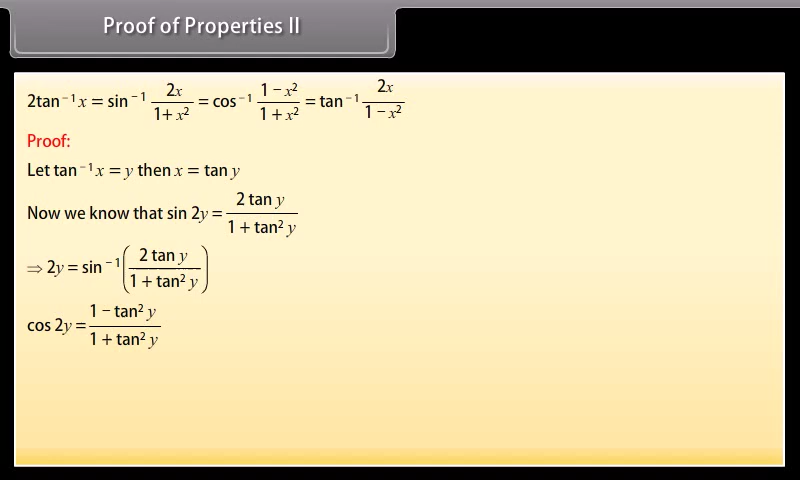 Proof of Properties II
2tan⁻¹x = sin⁻¹ 2x/(1+x²) = cos⁻¹ (1−x²)/(1+x²) = tan⁻¹ 2x/(1−x²)
Proof:
Let tan⁻¹x = y then x = tan y
Now we know that sin 2y = (2 tan y)/(1 + tan² y)
⇒ 2y = sin⁻¹((2 tan y)/(1 + tan² y))
cos 2y = (1 − tan² y)/(1 + tan² y)